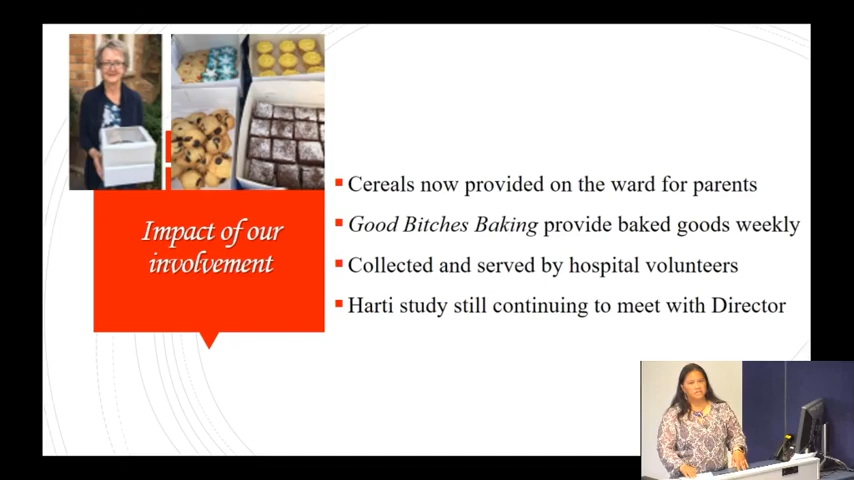 Impact of our
involvement
Cereals now provided on the ward for parents
Good Bitches Baking provide baked goods weekly
Collected and served by hospital volunteers
Harti study still continuing to meet with Director